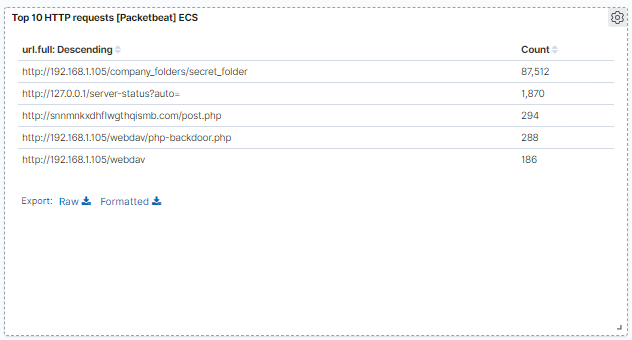 Top 10 HTTP requests [Packetbeat] ECS
url.full: Descending Count
http://192.168.1.105/company_folders/secret_folder 87,512
http://127.0.0.1/server-status?auto= 1,870
http://snnmnkxdhflwgthqismb.com/post.php 294
http://192.168.1.105/webdav/php-backdoor.php 288
http://192.168.1.105/webdav 186
Export: Raw Formatted